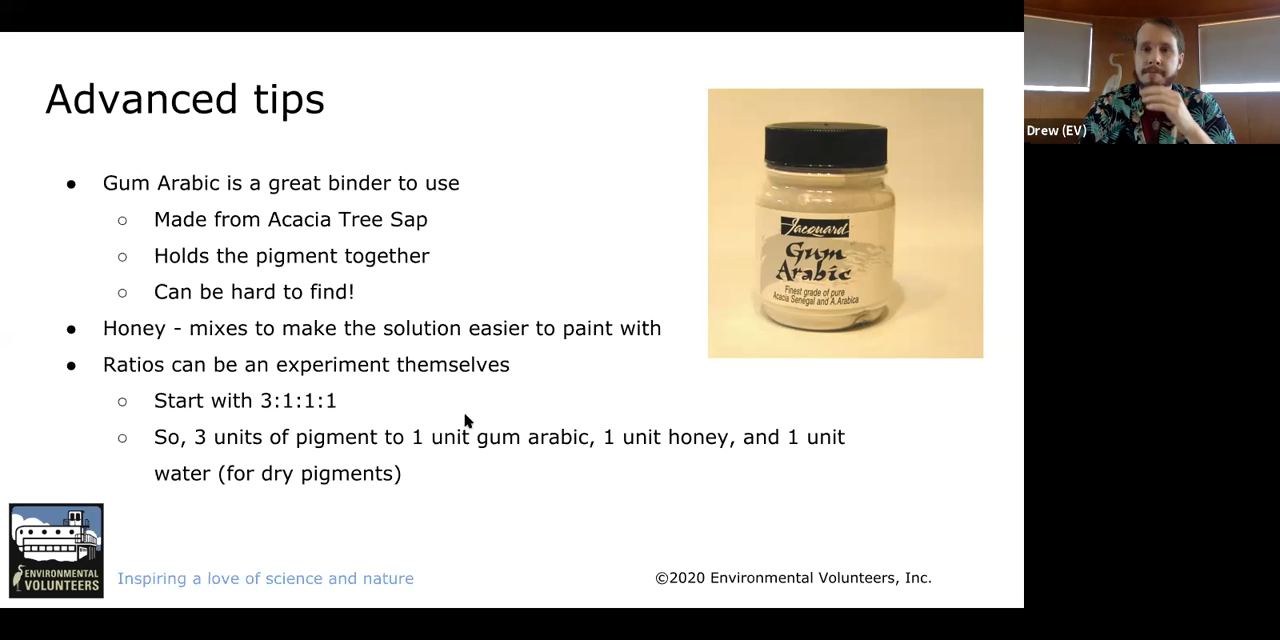 Advanced tips
● Gum Arabic is a great binder to use
○ Made from Acacia Tree Sap
○ Holds the pigment together
○ Can be hard to find!
● Honey - mixes to make the solution easier to paint with
● Ratios can be an experiment themselves
○ Start with 3:1:1:1
○ So, 3 units of pigment to 1 unit gum arabic, 1 unit honey, and 1 unit
water (for dry pigments)
Jacquard
Gum
Arabic
Finest grade of pure
Acacia Senegal and A.Arabica
Drew (EV)
ENVIRONMENTAL
VOLUNTEERS
Inspiring a love of science and nature
©2020 Environmental Volunteers, Inc.